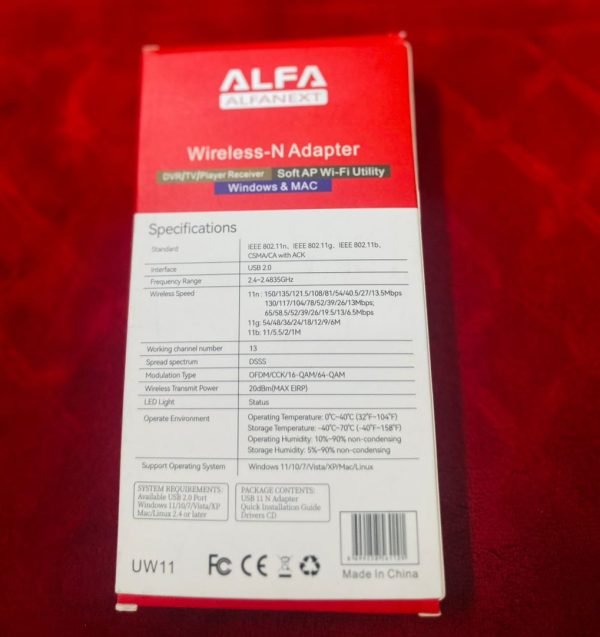 ALFA
ALFANEXT
Wireless-N Adapter
DVR/TV/Player Receiver Soft AP Wi-Fi Utility
Windows & MAC
Specifications
Standard IEEE 802.11n、IEEE 802.11g、IEEE 802.11b、
CSMA/CA with ACK
Interface USB 2.0
Frequency Range 2.4~2.4835GHz
Wireless Speed 11n : 150/135/121.5/108/81/54/40.5/27/13.5Mbps
130/117/104/78/52/39/26/13Mbps;
65/58.5/52/39/26/19.5/13/6.5Mbps
11g: 54/48/36/24/18/12/9/6M
11b: 11/5.5/2/1M
Working channel number 13
Spread spectrum DSSS
Modulation Type OFDM/CCK/16-QAM/64-QAM
Wireless Transmit Power 20dBm(MAX EIRP)
LED Light Status
Operate Environment Operating Temperature: 0℃~40℃ (32℉~104℉)
Storage Temperature: -40℃~70℃ (-40℉~158℉)
Operating Humidity: 10%~90% non-condensing
Storage Humidity: 5%~90% non-condensing
Support Operating System Windows 11/10/7/Vista/XP/Mac/Linux
SYSTEM REQUIREMENTS:
Available USB 2.0 Port
Windows 11/10/7/Vista/XP
Mac/Linux 2.4 or later
PACKAGE CONTENTS:
USB 11 N Adapter
Quick Installation Guide
Drivers CD
UW11
FC CE
Made in China